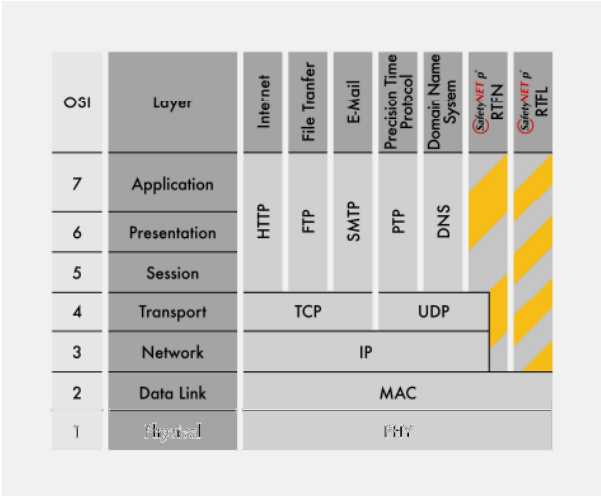 OSI
Layer
Internet
File Tranfer
E-Mail
Precision Time
Protocol
Domain Name
Sysem
SafetyNET p
RTFN
SafetyNET p
RTFL
7
Application
HTTP
FTP
SMTP
PTP
DNS
6
Presentation
5
Session
4
Transport
TCP
UDP
3
Network
IP
2
Data Link
MAC
1
Physical
PHY